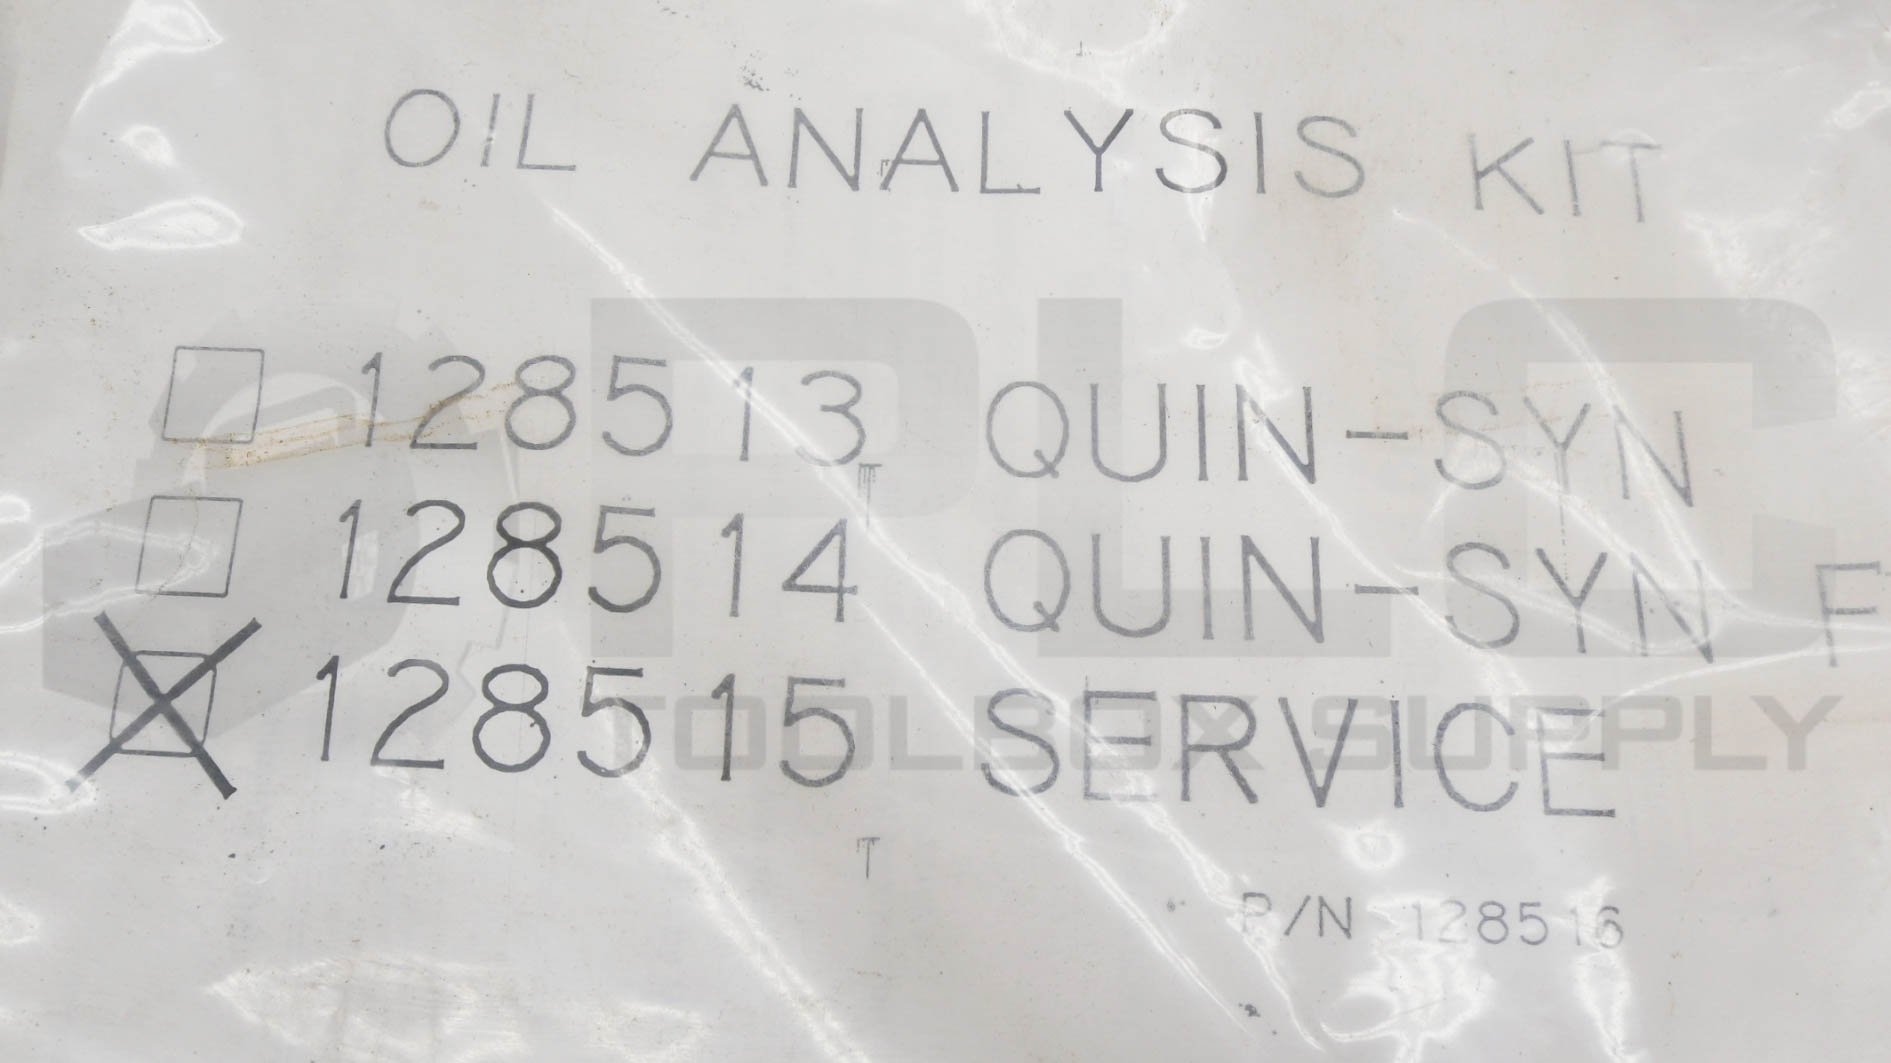 OIL ANALYSIS KIT
128513 QUIN-SYN
128514 QUIN-SYN F
128515 SERVICE
P/N 128516
PLC
TOOLBOX SUPPLY